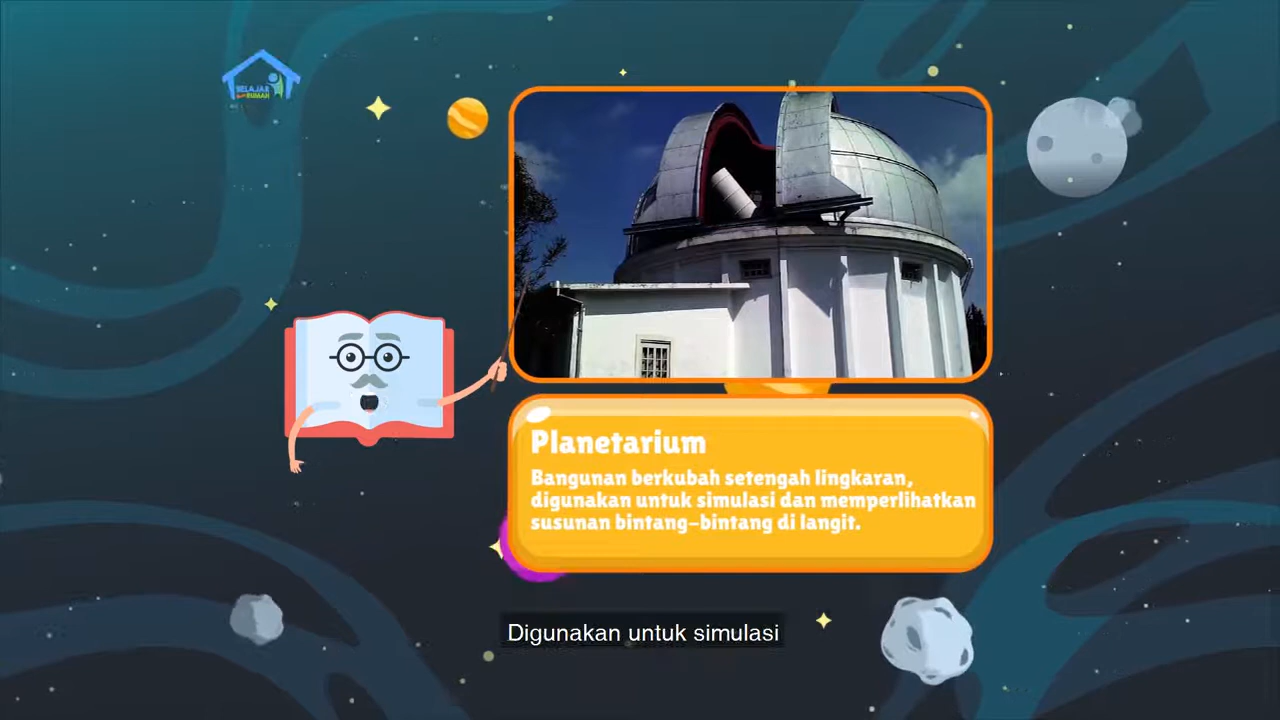 BELAJAR
RUMAH
Planetarium
Bangunan berkubah setengah lingkaran,
digunakan untuk simulasi dan memperlihatkan
susunan bintang-bintang di langit.
Digunakan untuk simulasi